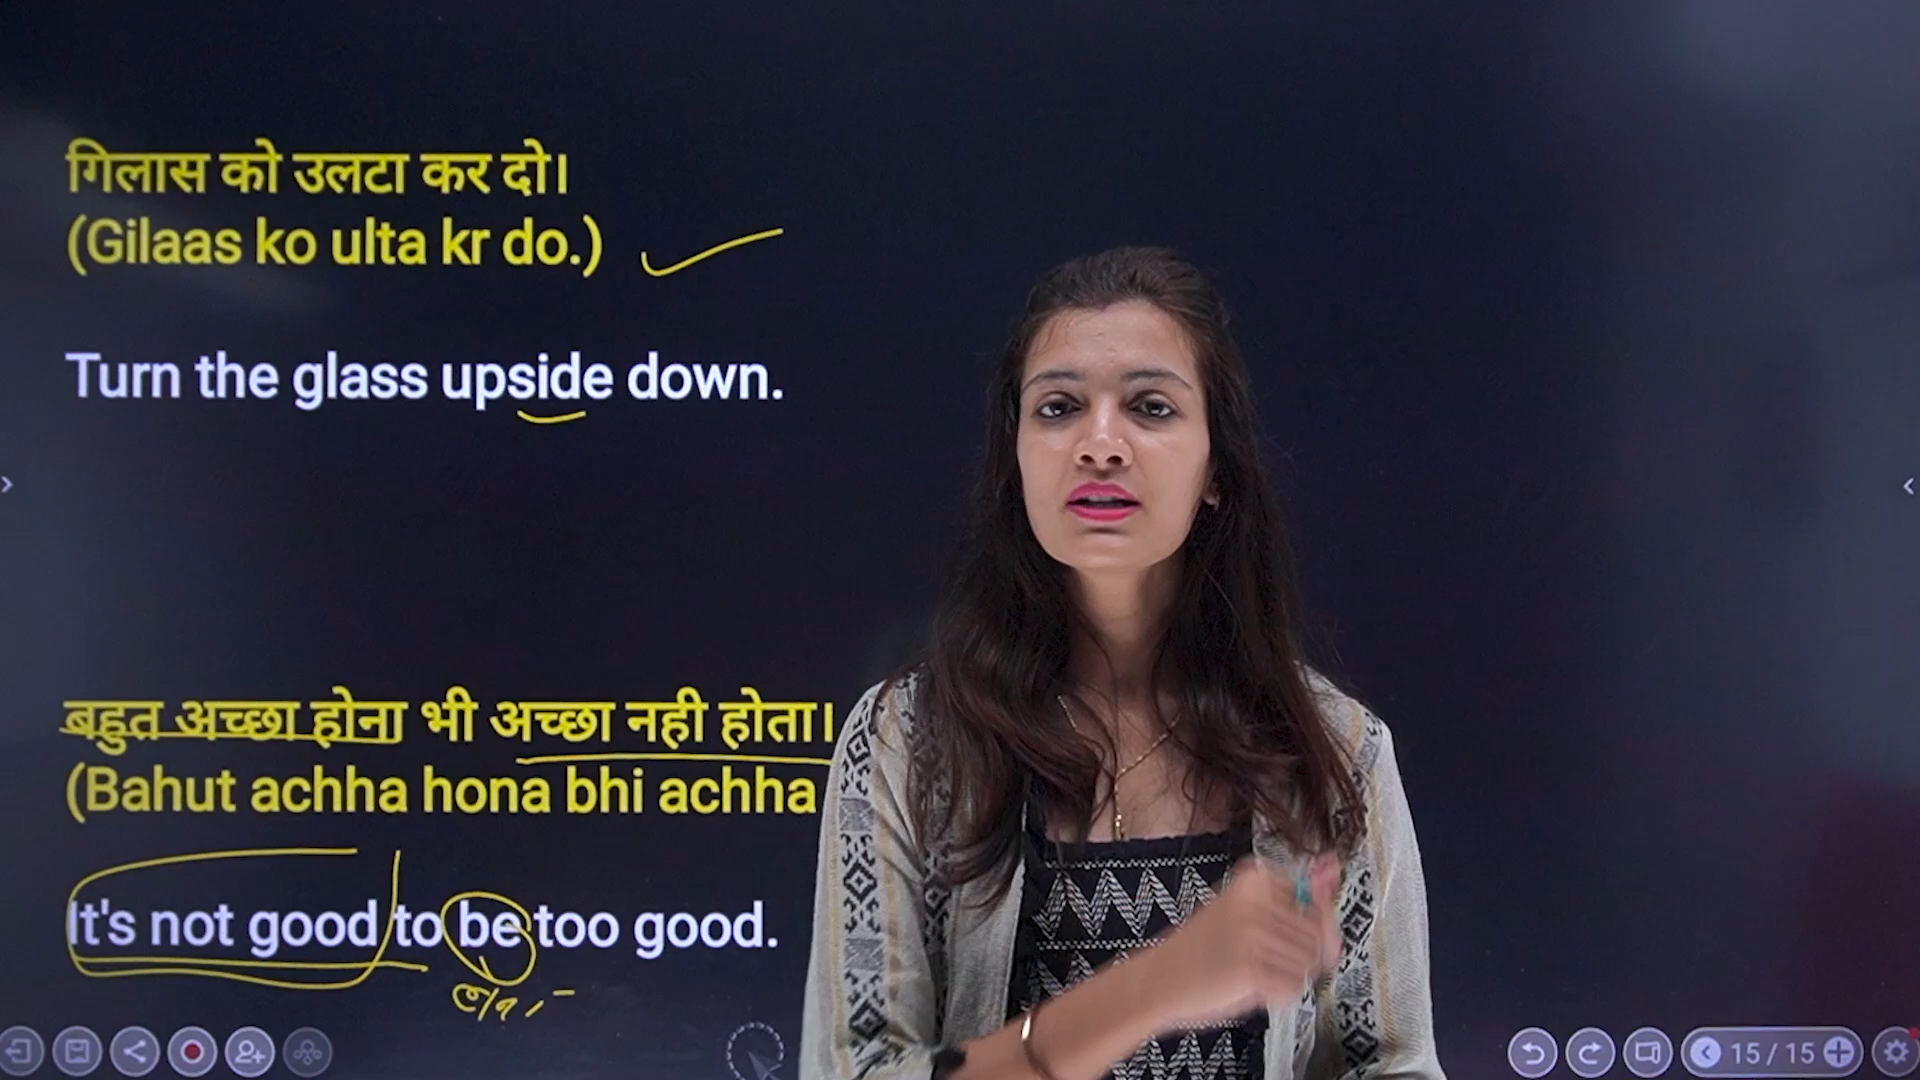 गिलास को उलटा कर दो।
(Gilaas ko ulta kr do.)
Turn the glass upside down.
बहुत अच्छा होना भी अच्छा नही होता।
(Bahut achha hona bhi achha
It's not good to be too good.
15 / 15